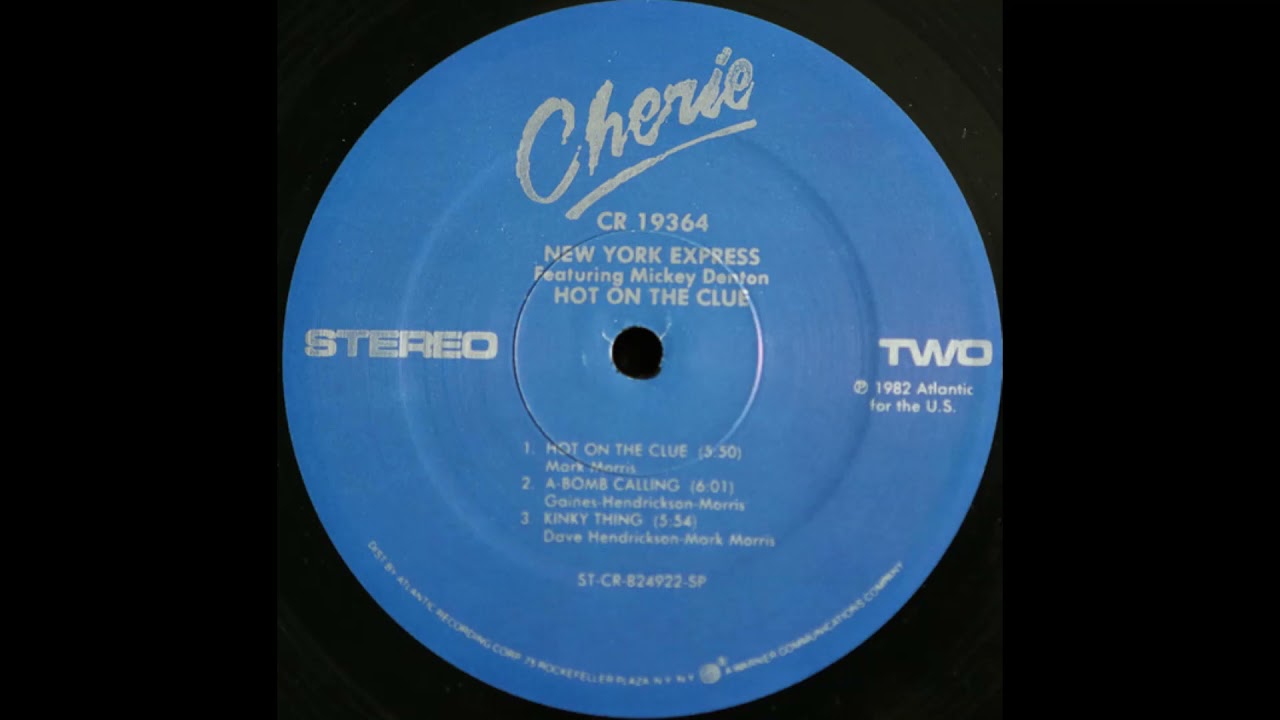 Cherie
CR 19364
NEW YORK EXPRESS
Featuring Mickey Denton
HOT ON THE CLUE
STEREO
TWO
℗ 1982 Atlantic
for the U.S.
1. HOT ON THE CLUE (5:50)
Mark Morris
2. A-BOMB CALLING (6:01)
Gaines-Hendrickson-Morris
3. KINKY THING (5:54)
Dave Hendrickson-Mark Morris
ST-CR-824922-SP
DIST. BY ATLANTIC RECORDING CORP. 75 ROCKEFELLER PLAZA N.Y. N.Y. A WARNER COMMUNICATIONS COMPANY